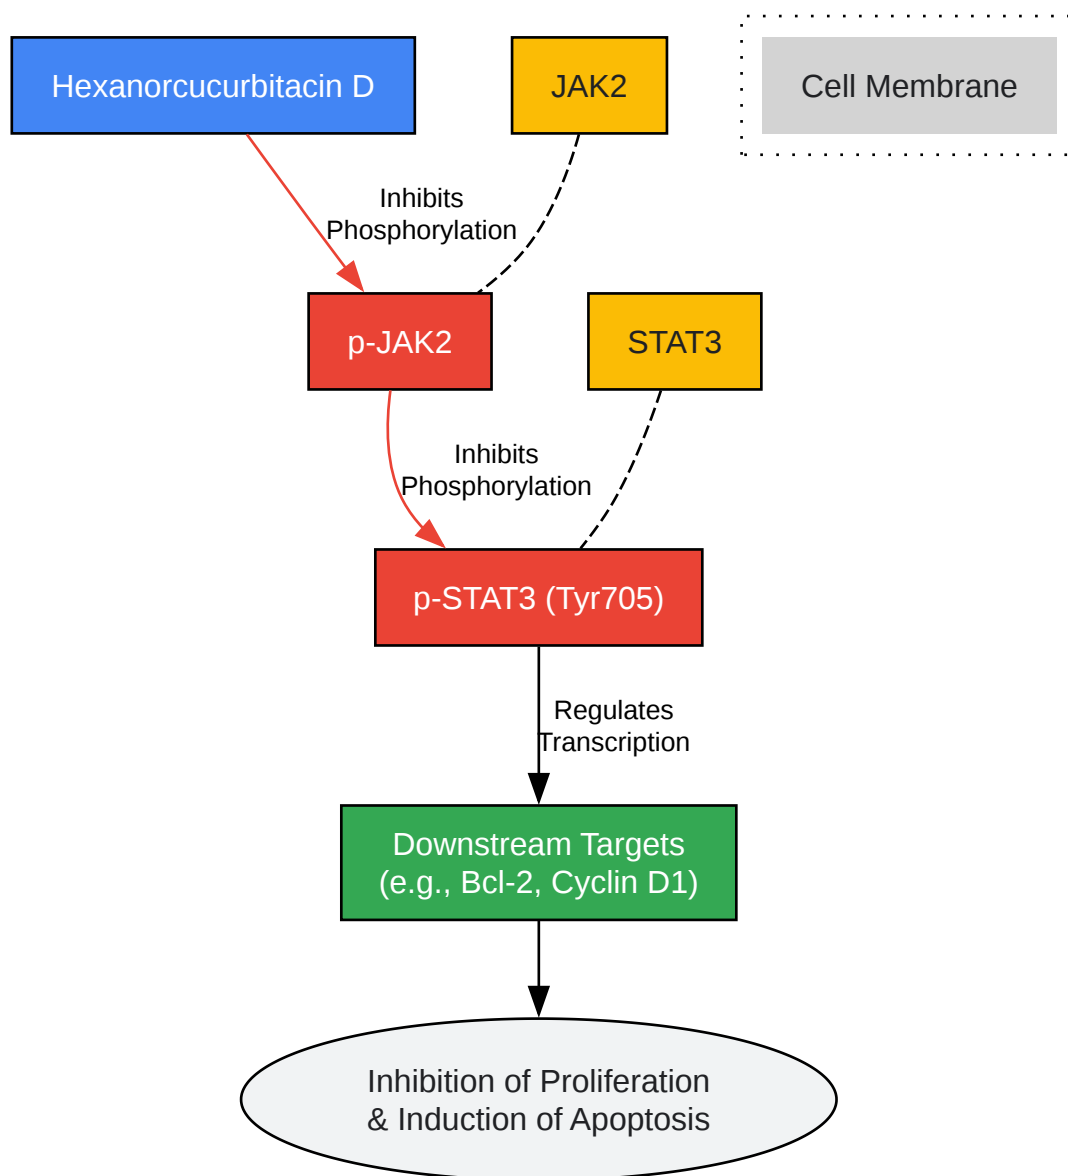 Hexanorcucurbitacin D
JAK2
Cell Membrane
Inhibits
Phosphorylation
p-JAK2
STAT3
Inhibits
Phosphorylation
p-STAT3 (Tyr705)
Regulates
Transcription
Downstream Targets
(e.g., Bcl-2, Cyclin D1)
Inhibition of Proliferation
& Induction of Apoptosis